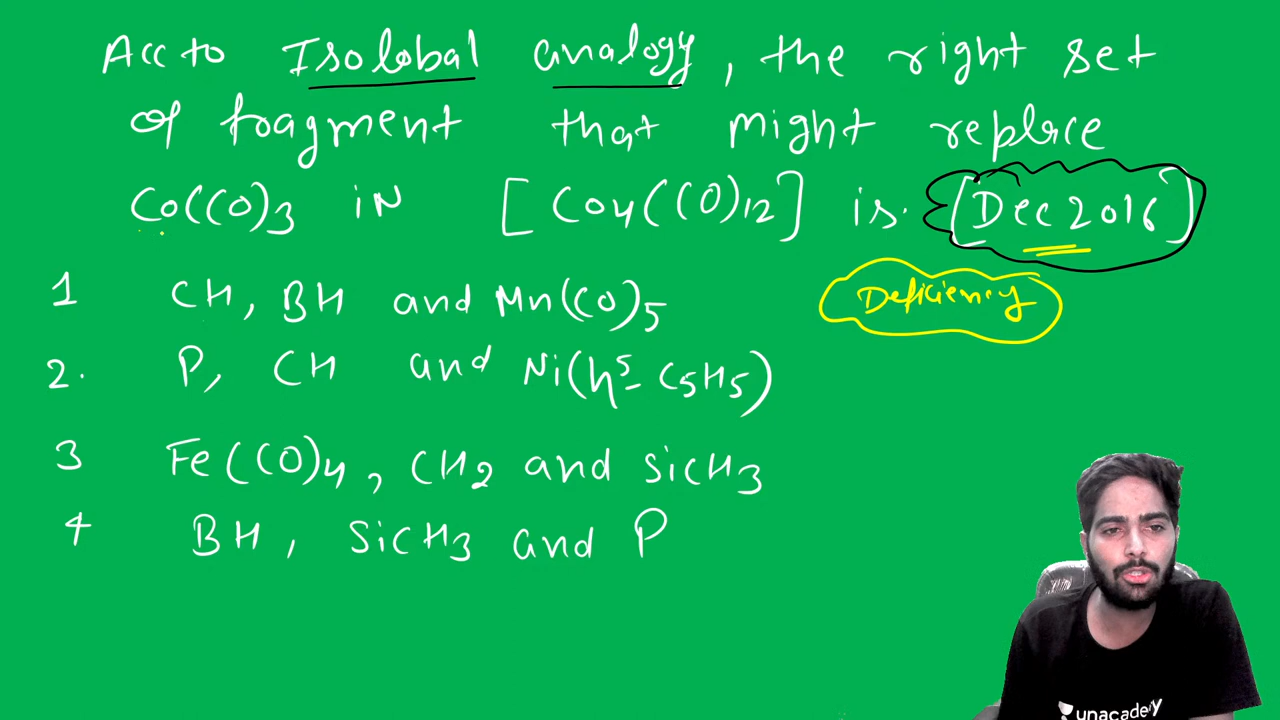 Acc to Isolobal analogy, the right set
of fragment that might replace
Co(CO)3 in [Co4(CO)12] is. [Dec 2016]
1 CH, BH and Mn(CO)5
Deficiency
2. P, CH and Ni(η5-C5H5)
3 Fe(CO)4, CH2 and SiCH3
4 BH, SiCH3 and P
unacademy